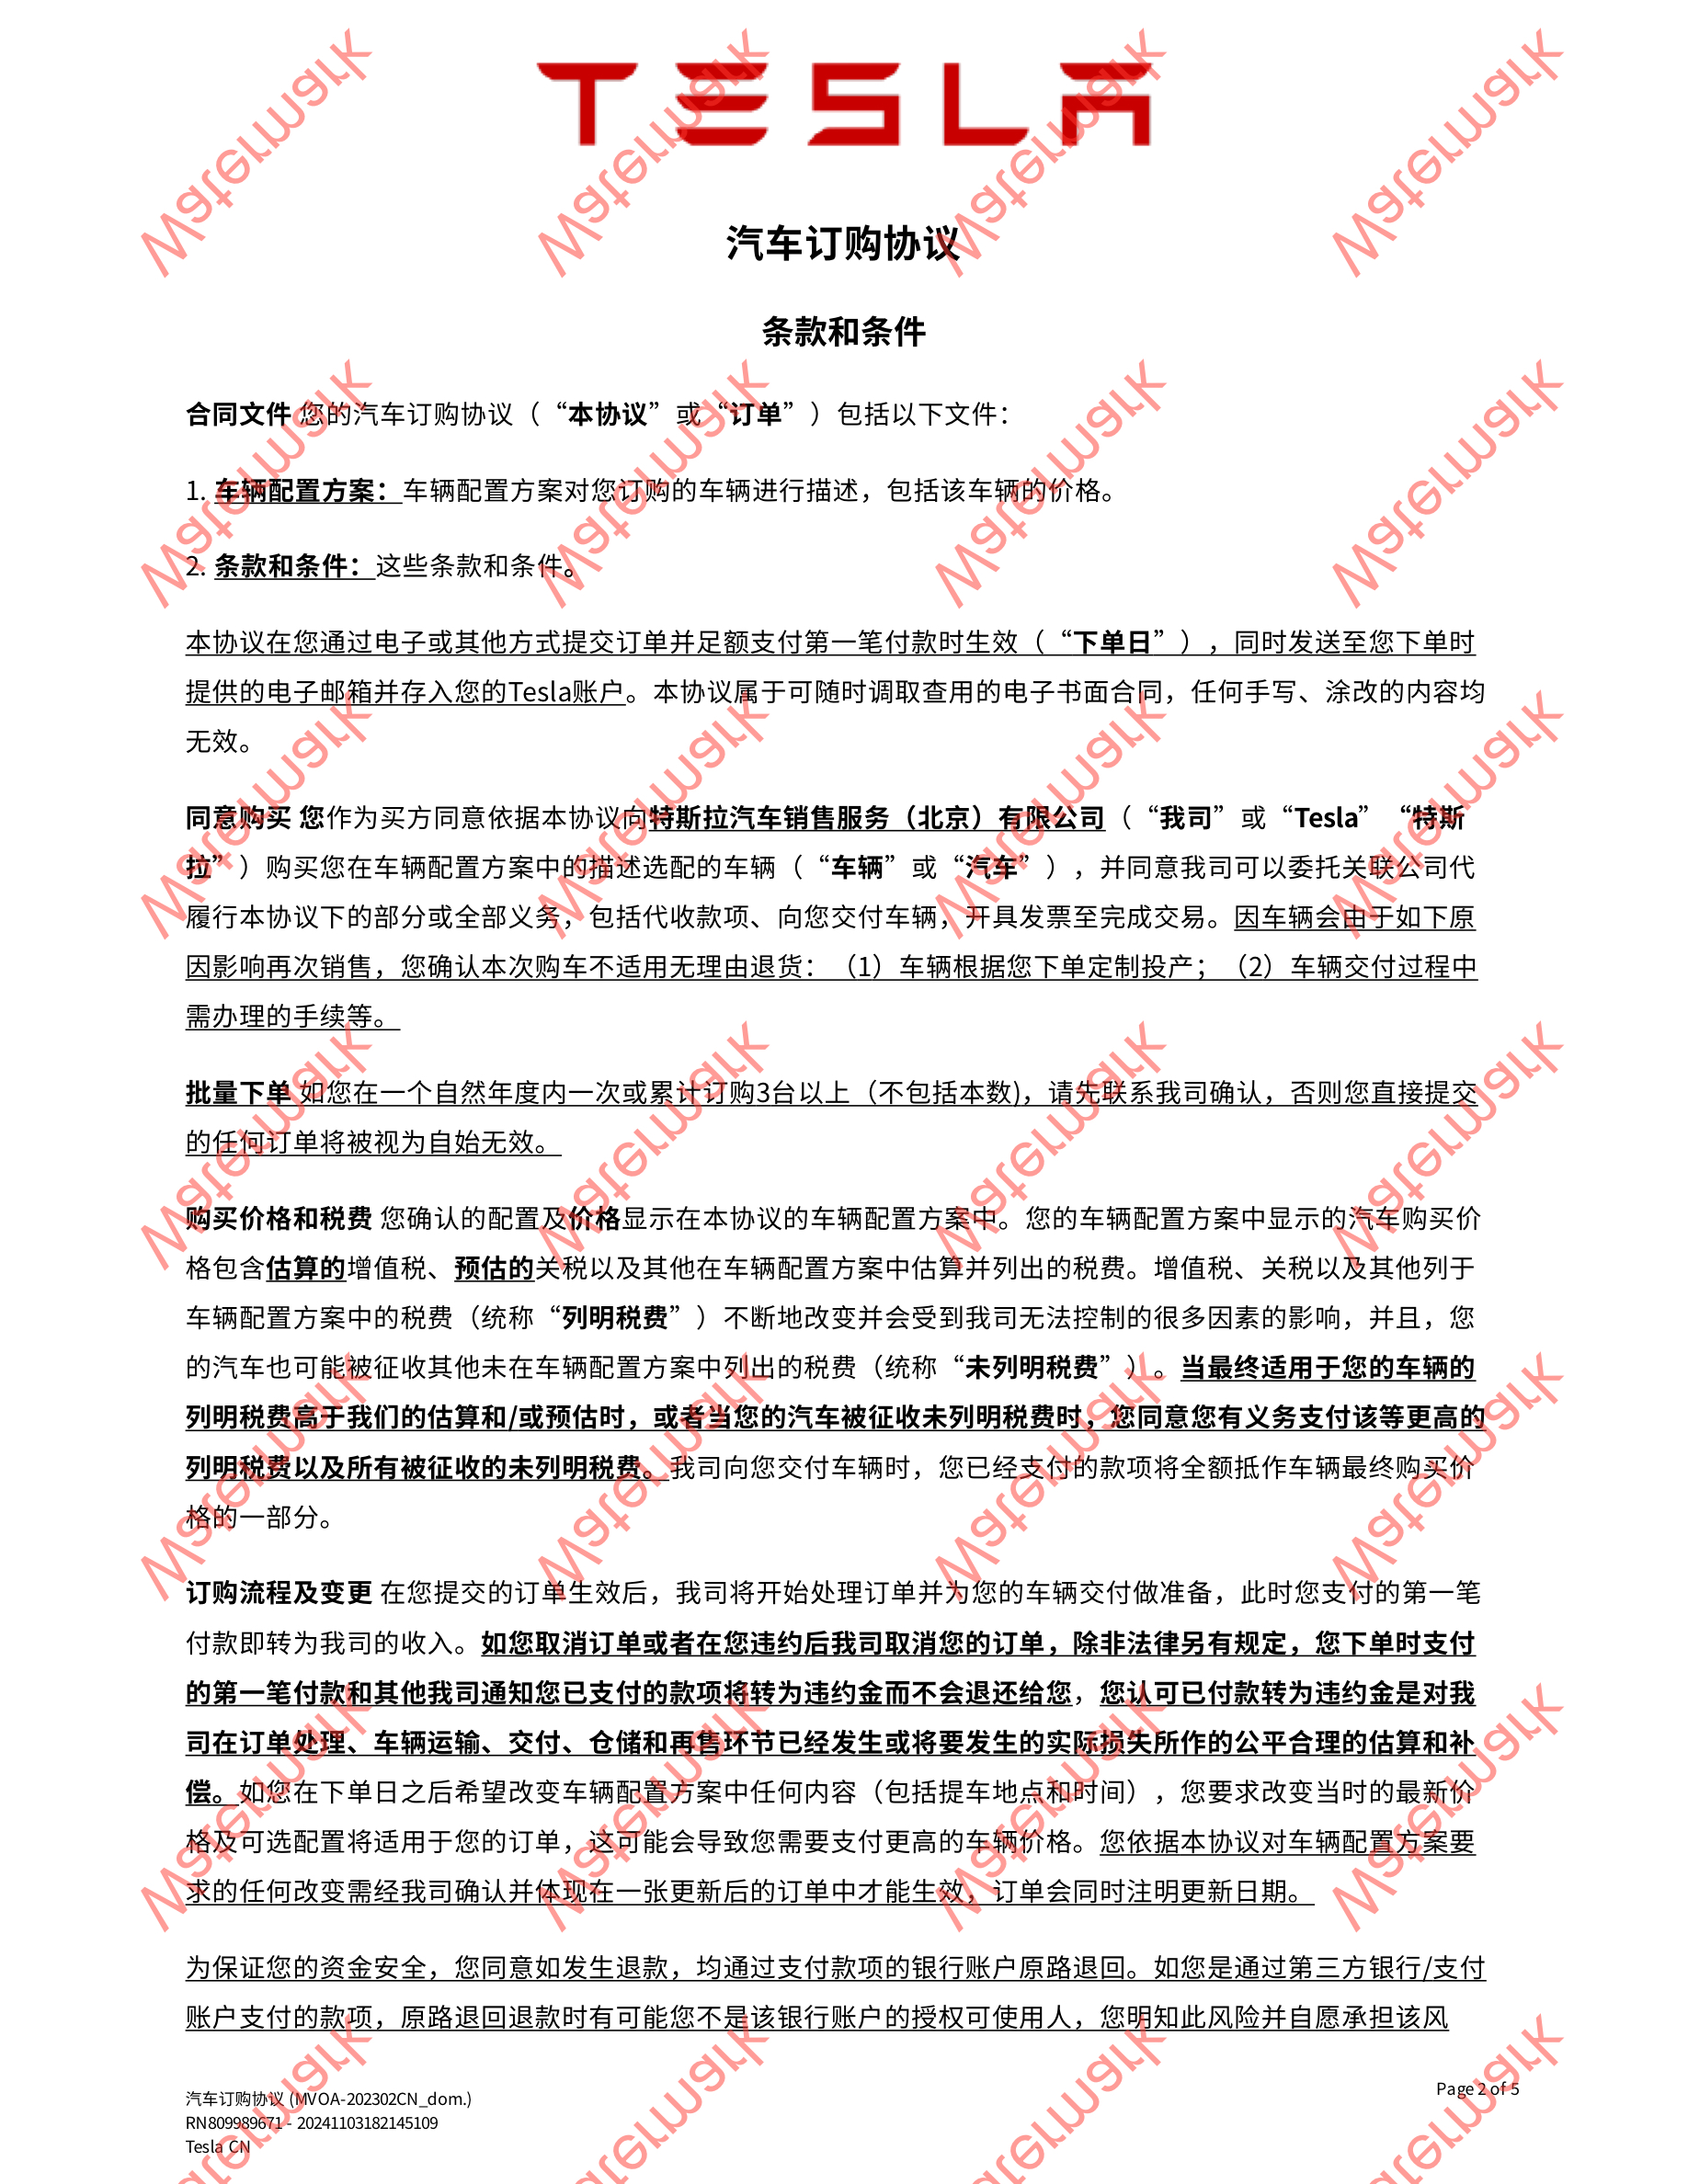 TESLA
汽车订购协议
条款和条件
合同文件 您的汽车订购协议（“本协议”或“订单”）包括以下文件：
1. 车辆配置方案：车辆配置方案对您订购的车辆进行描述，包括该车辆的价格。
2. 条款和条件：这些条款和条件。
本协议在您通过电子或其他方式提交订单并足额支付第一笔付款时生效（“下单日”），同时发送至您下单时
提供的电子邮箱并存入您的Tesla账户。本协议属于可随时调取查用的电子书面合同，任何手写、涂改的内容均
无效。
同意购买 您作为买方同意依据本协议向特斯拉汽车销售服务（北京）有限公司（“我司”或“Tesla”“特斯
拉”）购买您在车辆配置方案中的描述选配的车辆（“车辆”或“汽车”），并同意我司可以委托关联公司代
履行本协议下的部分或全部义务，包括代收款项、向您交付车辆，开具发票至完成交易。因车辆会由于如下原
因影响再次销售，您确认本次购车不适用无理由退货：（1）车辆根据您下单定制投产；（2）车辆交付过程中
需办理的手续等。
批量下单 如您在一个自然年度内一次或累计订购3台以上（不包括本数)，请先联系我司确认，否则您直接提交
的任何订单将被视为自始无效。
购买价格和税费 您确认的配置及价格显示在本协议的车辆配置方案中。您的车辆配置方案中显示的汽车购买价
格包含估算的增值税、预估的关税以及其他在车辆配置方案中估算并列出的税费。增值税、关税以及其他列于
车辆配置方案中的税费（统称“列明税费”）不断地改变并会受到我司无法控制的很多因素的影响，并且，您
的汽车也可能被征收其他未在车辆配置方案中列出的税费（统称“未列明税费”）。当最终适用于您的车辆的
列明税费高于我们的估算和/或预估时，或者当您的汽车被征收未列明税费时，您同意您有义务支付该等更高的
列明税费以及所有被征收的未列明税费。我司向您交付车辆时，您已经支付的款项将全额抵作车辆最终购买价
格的一部分。
订购流程及变更 在您提交的订单生效后，我司将开始处理订单并为您的车辆交付做准备，此时您支付的第一笔
付款即转为我司的收入。如您取消订单或者在您违约后我司取消您的订单，除非法律另有规定，您下单时支付
的第一笔付款和其他我司通知您已支付的款项将转为违约金而不会退还给您，您认可已付款转为违约金是对我
司在订单处理、车辆运输、交付、仓储和再售环节已经发生或将要发生的实际损失所作的公平合理的估算和补
偿。如您在下单日之后希望改变车辆配置方案中任何内容（包括提车地点和时间），您要求改变当时的最新价
格及可选配置将适用于您的订单，这可能会导致您需要支付更高的车辆价格。您依据本协议对车辆配置方案要
求的任何改变需经我司确认并体现在一张更新后的订单中才能生效，订单会同时注明更新日期。
为保证您的资金安全，您同意如发生退款，均通过支付款项的银行账户原路退回。如您是通过第三方银行/支付
账户支付的款项，原路退回退款时有可能您不是该银行账户的授权可使用人，您明知此风险并自愿承担该风
汽车订购协议 (MVOA-202302CN_dom.)
RN809989671 - 20241103182145109
Tesla CN
Page 2 of 5